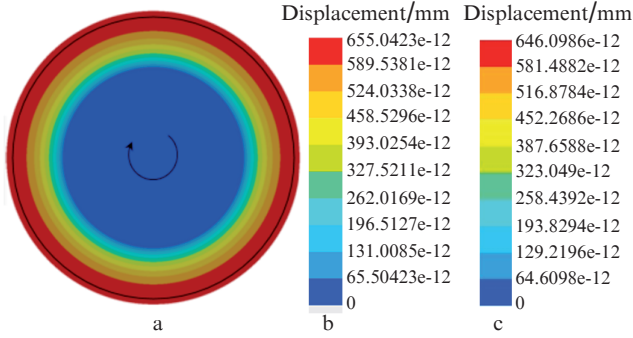 Displacement/mm
655.0423e-12
589.5381e-12
524.0338e-12
458.5296e-12
393.0254e-12
327.5211e-12
262.0169e-12
196.5127e-12
131.0085e-12
65.50423e-12
0
Displacement/mm
646.0986e-12
581.4882e-12
516.8784e-12
452.2686e-12
387.6588e-12
323.049e-12
258.4392e-12
193.8294e-12
129.2196e-12
64.6098e-12
0
a
b
c